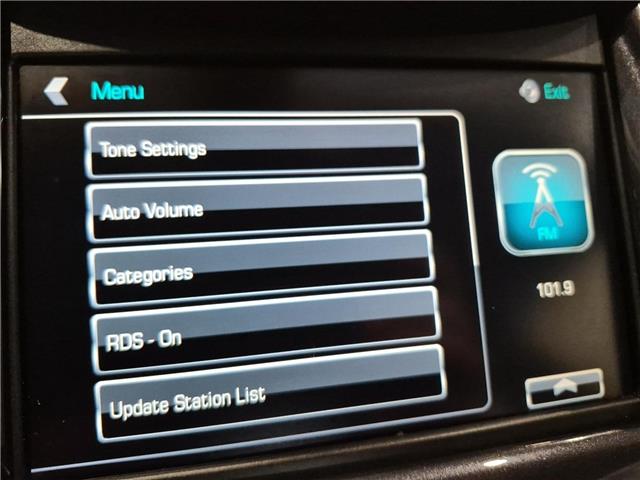 Menu
Exit
Tone Settings
Auto Volume
Categories
RDS - On
Update Station List
FM
101.9